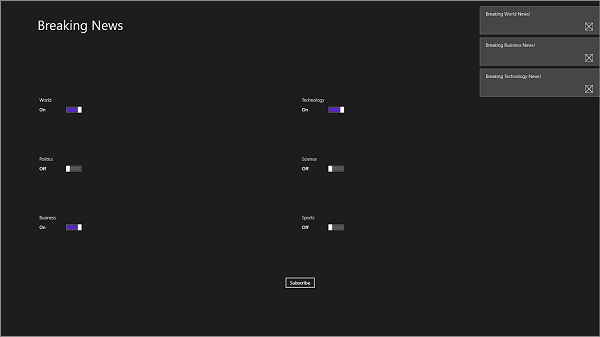 Breaking News
Breaking World News!
Breaking Business News!
Breaking Technology News!
World
On
Technology
On
Politics
Off
Science
Off
Business
On
Sports
Off
Subscribe